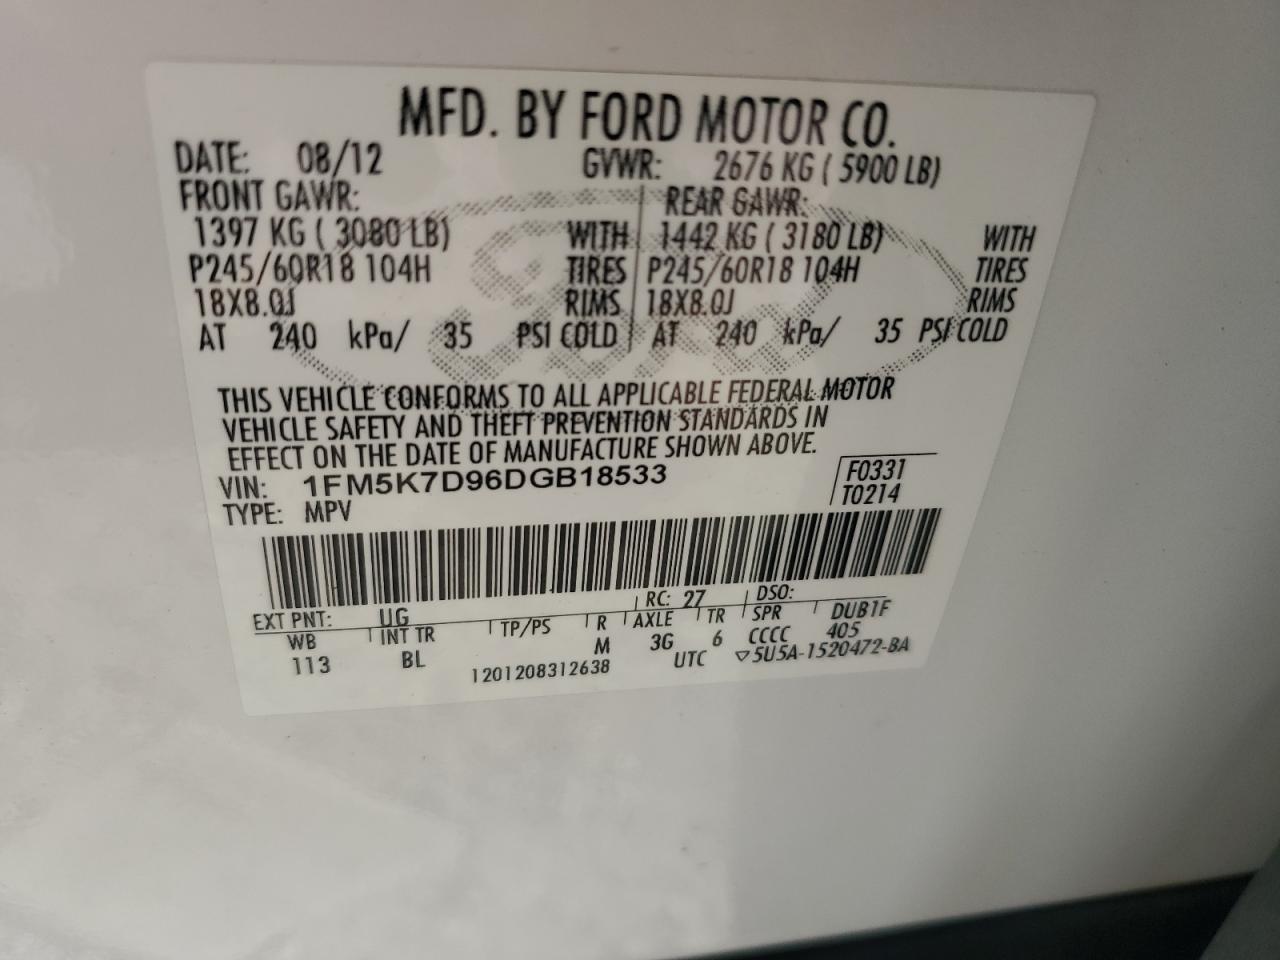 MFD. BY FORD MOTOR CO.
DATE: 08/12 GVWR: 2676 KG ( 5900 LB)
FRONT GAWR: REAR GAWR:
1397 KG ( 3080 LB) WITH 1442 KG ( 3180 LB) WITH
P245/60R18 104H TIRES P245/60R18 104H TIRES
18X8.0J RIMS 18X8.0J RIMS
AT 240 kPa/ 35 PSI COLD AT 240 kPa/ 35 PSI COLD
Ford
THIS VEHICLE CONFORMS TO ALL APPLICABLE FEDERAL MOTOR
VEHICLE SAFETY AND THEFT PREVENTION STANDARDS IN
EFFECT ON THE DATE OF MANUFACTURE SHOWN ABOVE.
VIN: 1FM5K7D96DGB18533 F0331
TYPE: MPV T0214
EXT PNT: UG RC: 27 DSO:
WB INT TR TP/PS R AXLE TR SPR DUB1F
113 BL M 3G 6 CCCC 405
1201208312638 UTC ▽5U5A-1520472-BA